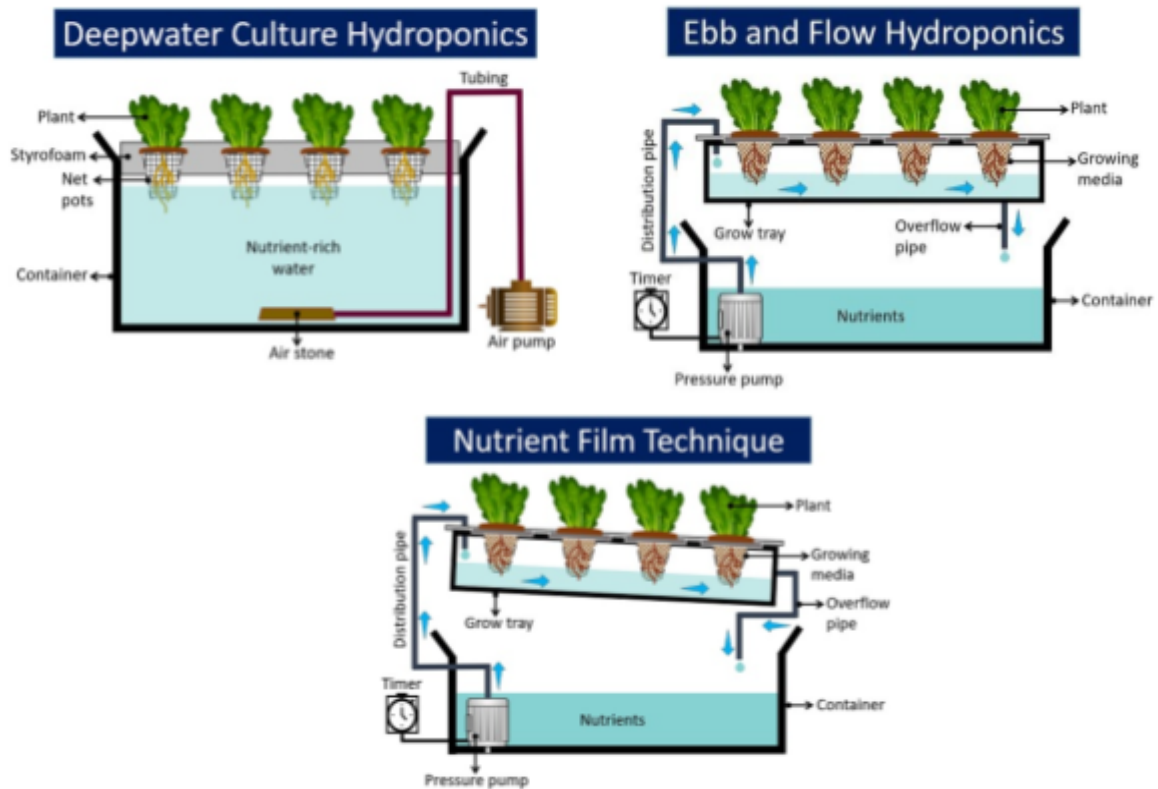 Deepwater Culture Hydroponics
Tubing
Plant
Styrofoam
Net
pots
Nutrient-rich
water
Container
Air stone
Air pump
Ebb and Flow Hydroponics
Distribution pipe
Plant
Growing
media
Grow tray
Overflow
pipe
Timer
Nutrients
Container
Pressure pump
Nutrient Film Technique
Distribution pipe
Plant
Growing
media
Grow tray
Overflow
pipe
Timer
Nutrients
Container
Pressure pump